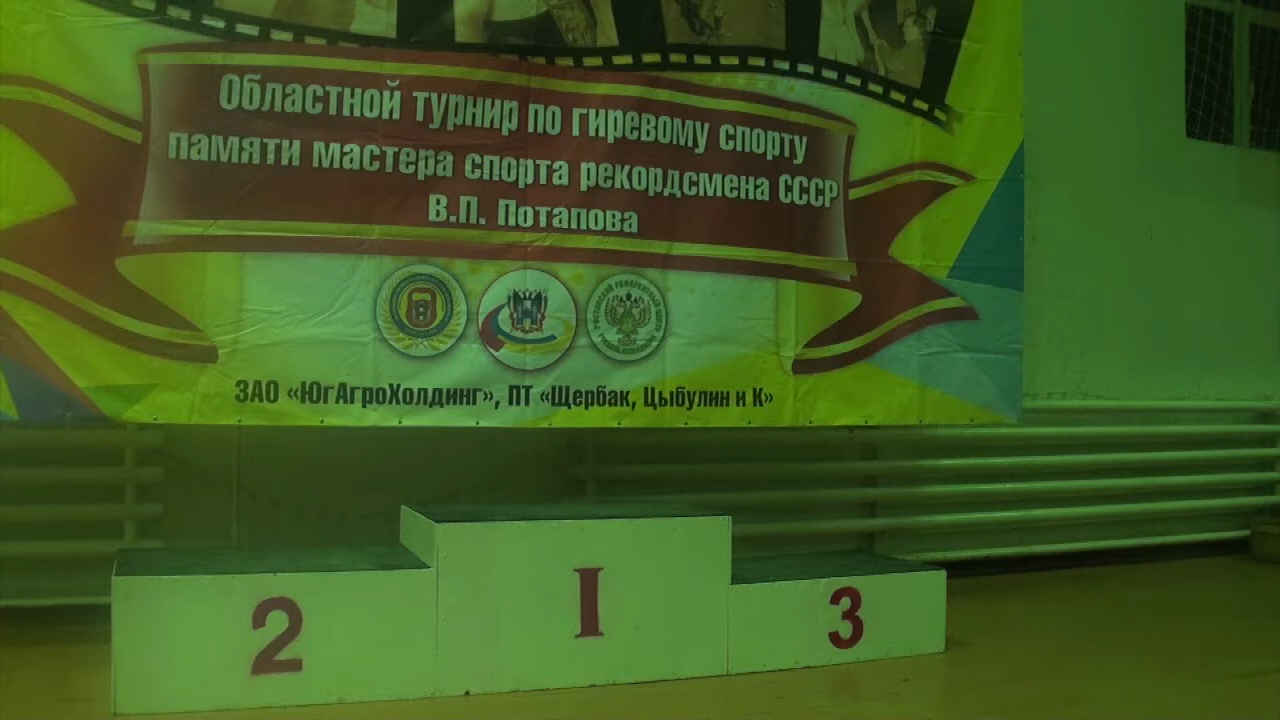 Областной турнир по гиревому спорту
памяти мастера спорта рекордсмена СССР
В.П. Потапова
ЗАО «ЮгАгроХолдинг», ПТ «Щербак, Цыбулин и К»
2
I
3